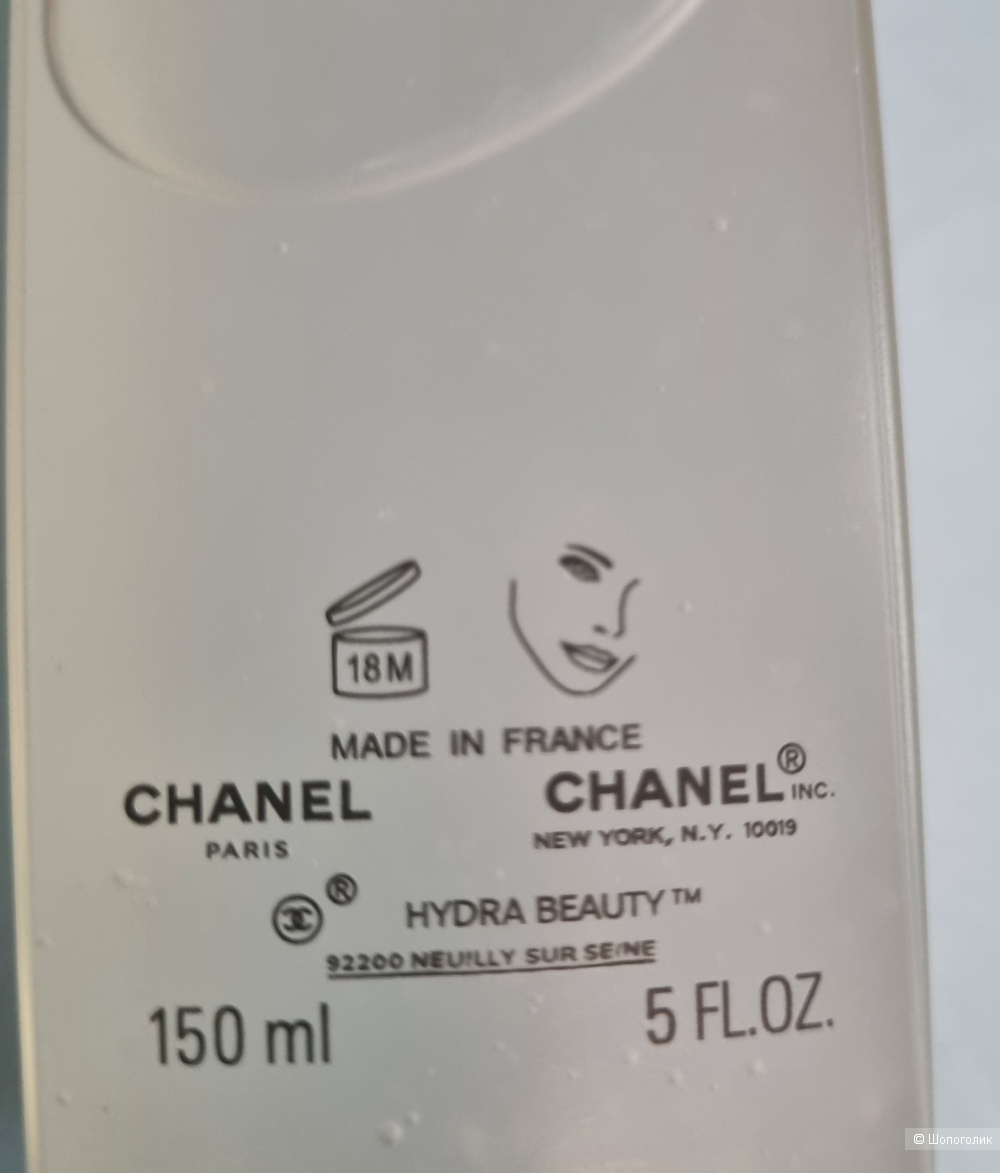 18M
MADE IN FRANCE
CHANEL
PARIS
CHANEL® INC.
NEW YORK, N.Y. 10019
®
HYDRA BEAUTY™
92200 NEUILLY SUR SEINE
150 ml
5 FL.OZ.
© Шопоголик